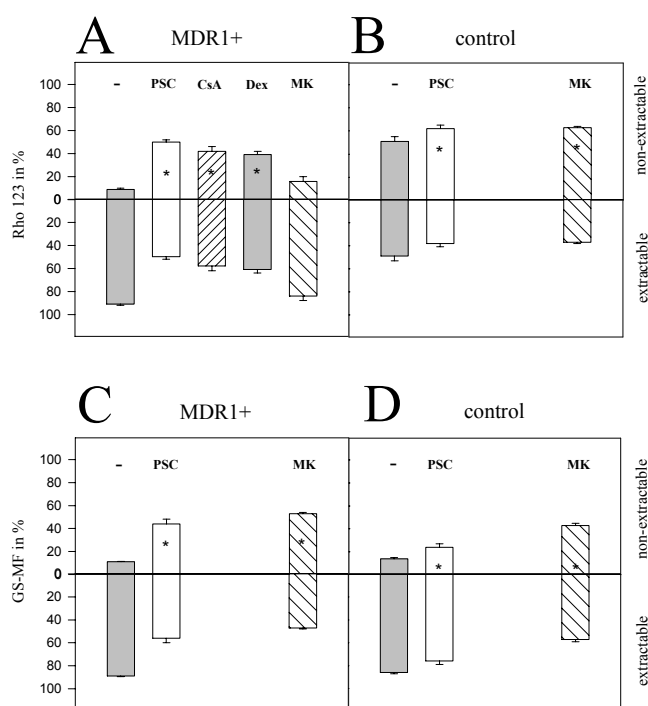 A MDR1+ B control
- PSC CsA Dex MK - PSC MK
100
80
60
40
20
0
20
40
60
80
100
* * * * *
Rho 123 in %
non-extractable
extractable
C MDR1+ D control
- PSC MK - PSC MK
100
80
60
40
20
0
20
40
60
80
100
* * * *
GS-MF in %
non-extractable
extractable